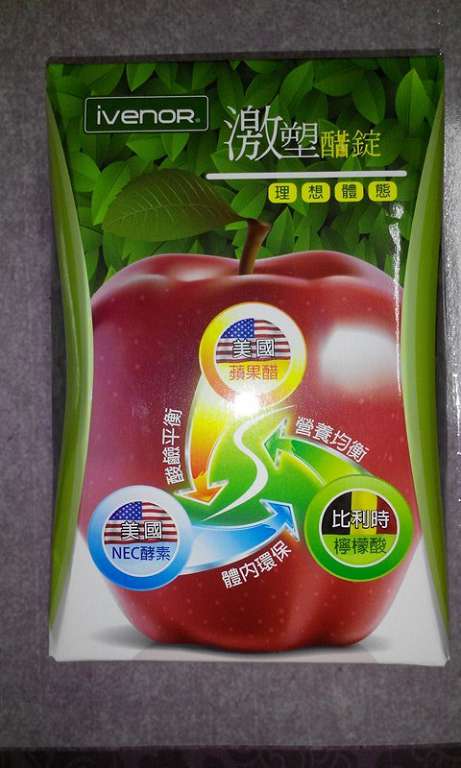 ivenor®
激塑醋錠
理想體態
美國
蘋果醋
酸鹼平衡
營養均衡
美國
NEC酵素
比利時
檸檬酸
體內環保